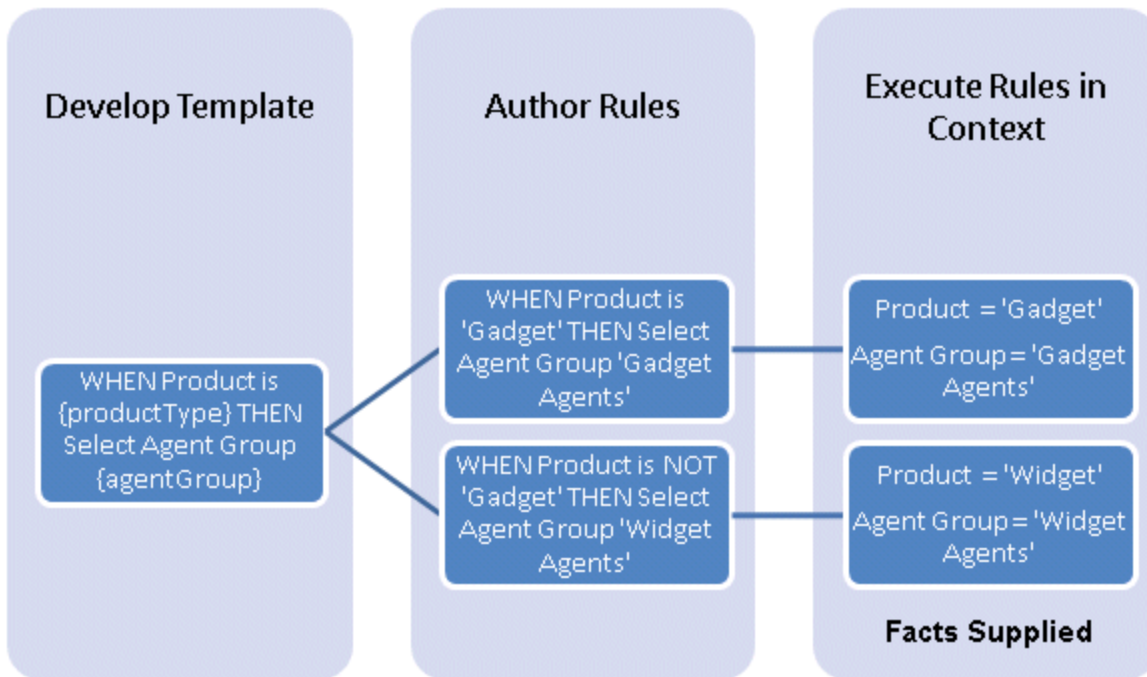 Develop Template
WHEN Product is
{productType} THEN
Select Agent Group
{agentGroup}
Author Rules
WHEN Product is
'Gadget' THEN Select
Agent Group 'Gadget
Agents'
WHEN Product is NOT
'Gadget' THEN Select
Agent Group 'Widget
Agents'
Execute Rules in
Context
Product = 'Gadget'
Agent Group = 'Gadget
Agents'
Product = 'Widget'
Agent Group = 'Widget
Agents'
Facts Supplied